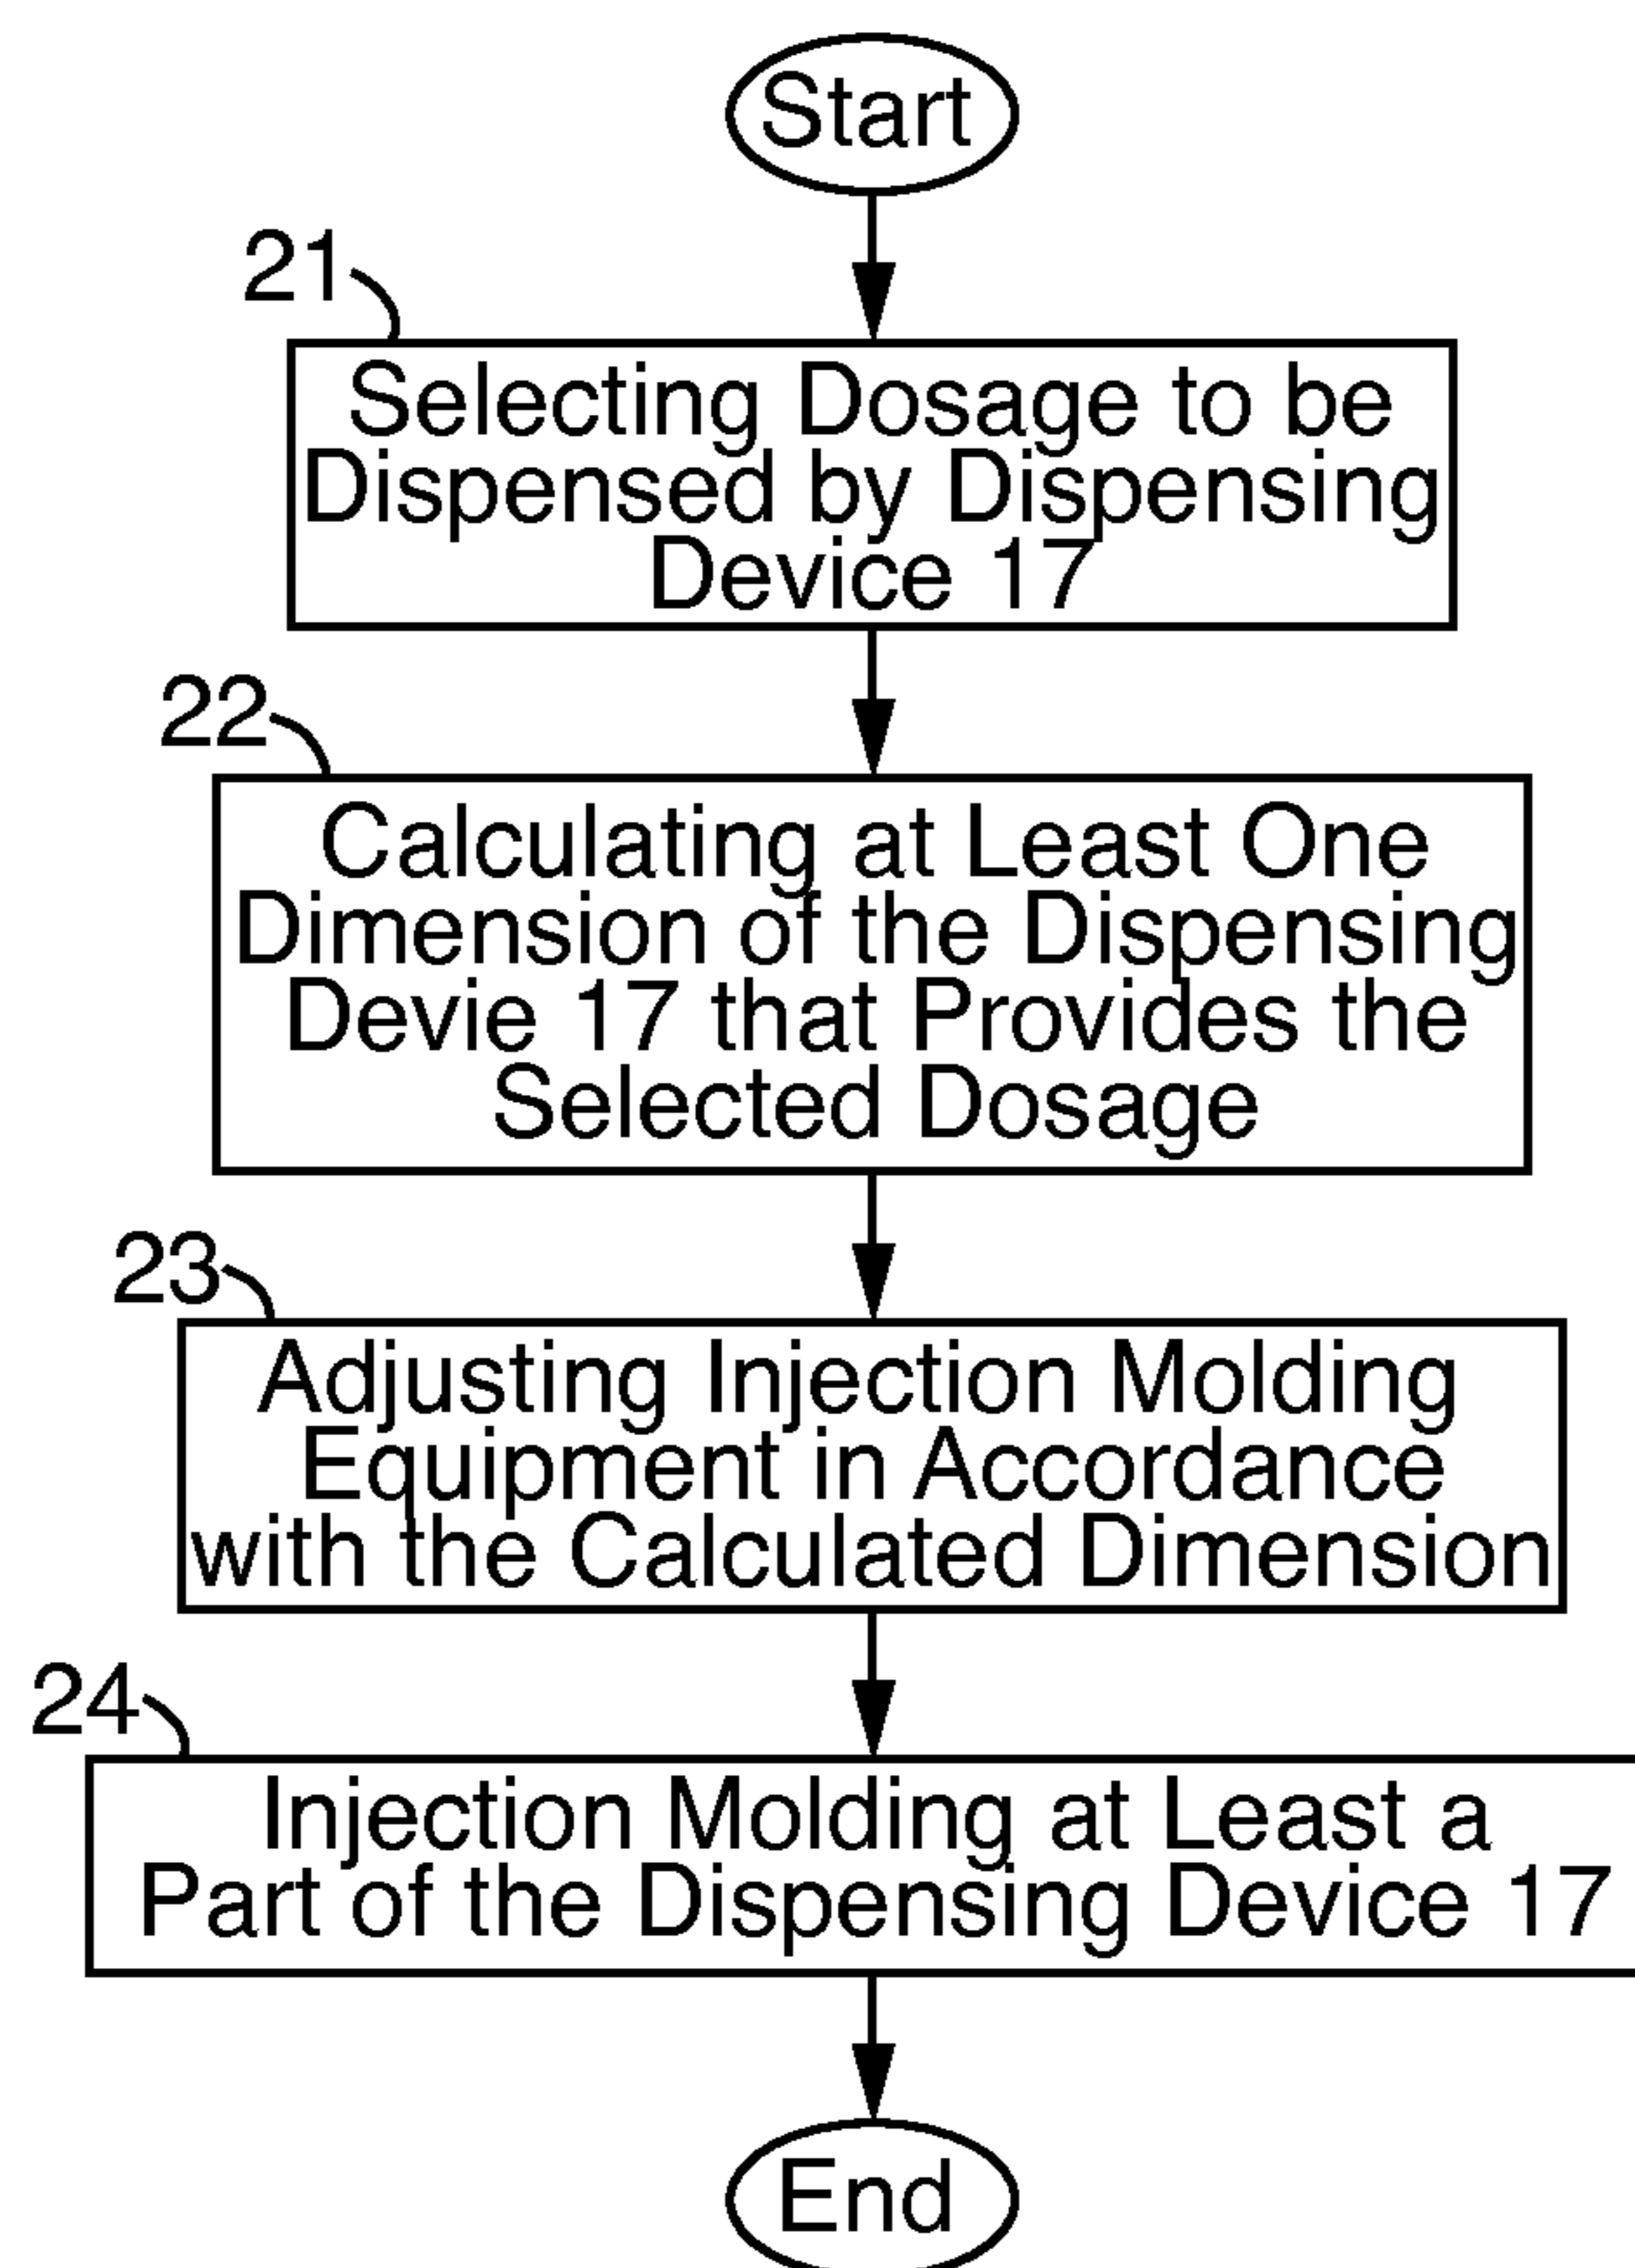 Start
21
Selecting Dosage to be
Dispensed by Dispensing
Device 17
22
Calculating at Least One
Dimension of the Dispensing
Devie 17 that Provides the
Selected Dosage
23
Adjusting Injection Molding
Equipment in Accordance
with the Calculated Dimension
24
Injection Molding at Least a
Part of the Dispensing Device 17
End